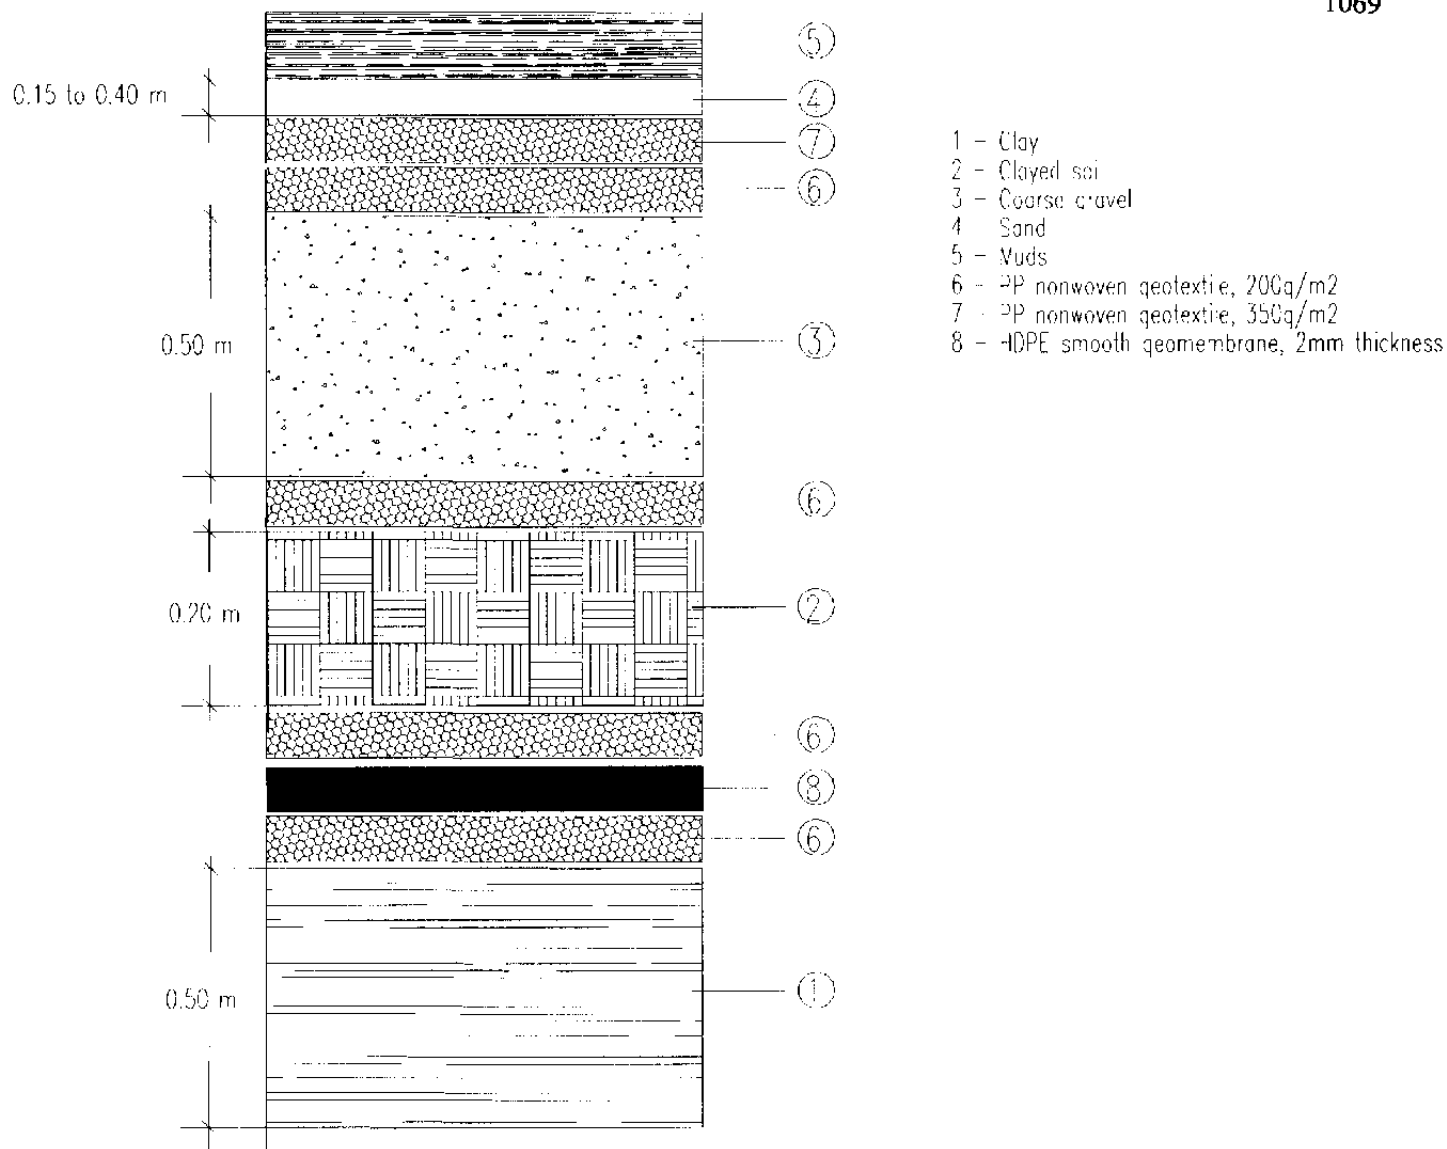 1069
5
0.15 to 0.40 m
4
7
6
1 - Clay
2 - Clayed soi
3 - Coarse gravel
4 Sand
5 - Muds
6 - PP nonwoven geotextile, 200g/m2
7 - PP nonwoven geotextile, 350g/m2
8 - HDPE smooth geomembrane, 2mm thickness
0.50 m
3
6
0.20 m
2
6
8
6
0.50 m
1